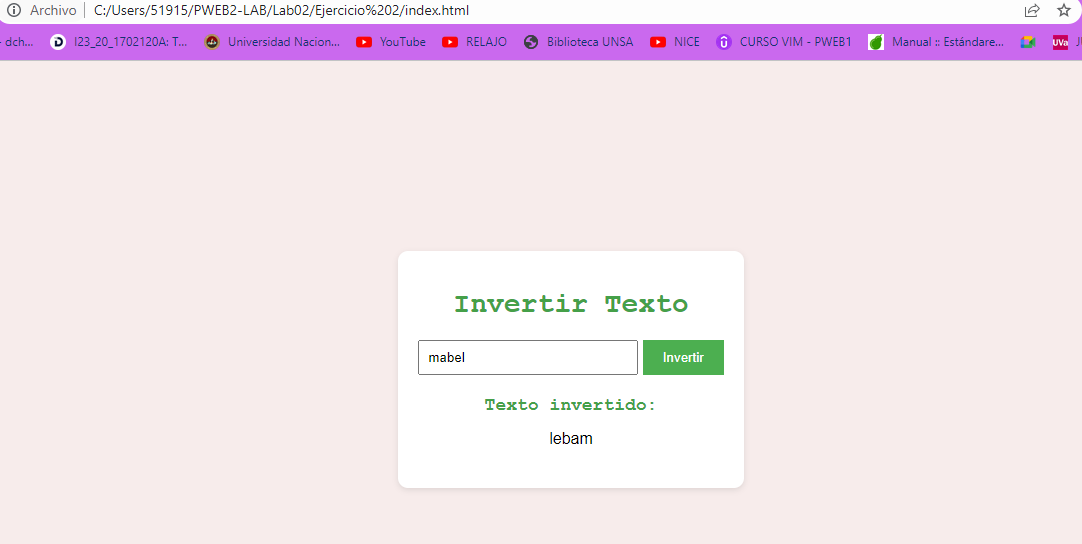 Archivo C:/Users/51915/PWEB2-LAB/Lab02/Ejercicio%202/index.html
- dch... I23_20_1702120A: T... Universidad Nacion... YouTube RELAJO Biblioteca UNSA NICE CURSO VIM - PWEB1 Manual :: Estándare... UVa
Invertir Texto
mabel Invertir
Texto invertido:
lebam